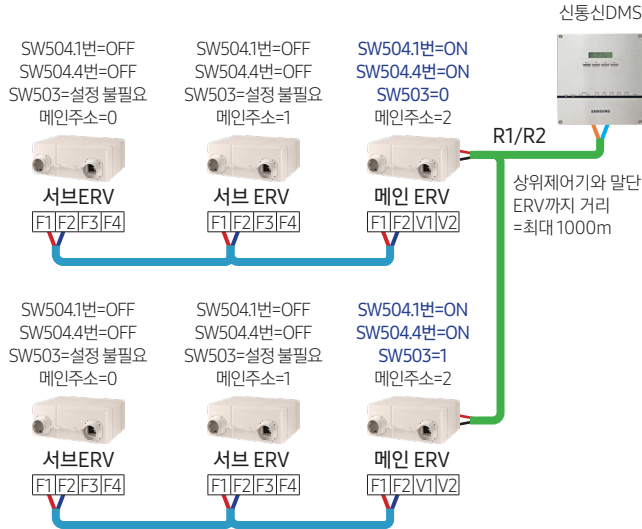 신통신DMS
SW504.1번=OFF
SW504.4번=OFF
SW503=설정 불필요
메인주소=0
SW504.1번=OFF
SW504.4번=OFF
SW503=설정 불필요
메인주소=1
SW504.1번=ON
SW504.4번=ON
SW503=0
메인주소=2
SAMSUNG
R1/R2
상위제어기와 말단
ERV까지 거리
=최대 1000m
서브ERV
F1 F2 F3 F4
서브 ERV
F1 F2 F3 F4
메인 ERV
F1 F2 V1 V2
SW504.1번=OFF
SW504.4번=OFF
SW503=설정 불필요
메인주소=0
SW504.1번=OFF
SW504.4번=OFF
SW503=설정 불필요
메인주소=1
SW504.1번=ON
SW504.4번=ON
SW503=1
메인주소=2
서브ERV
F1 F2 F3 F4
서브 ERV
F1 F2 F3 F4
메인 ERV
F1 F2 V1 V2